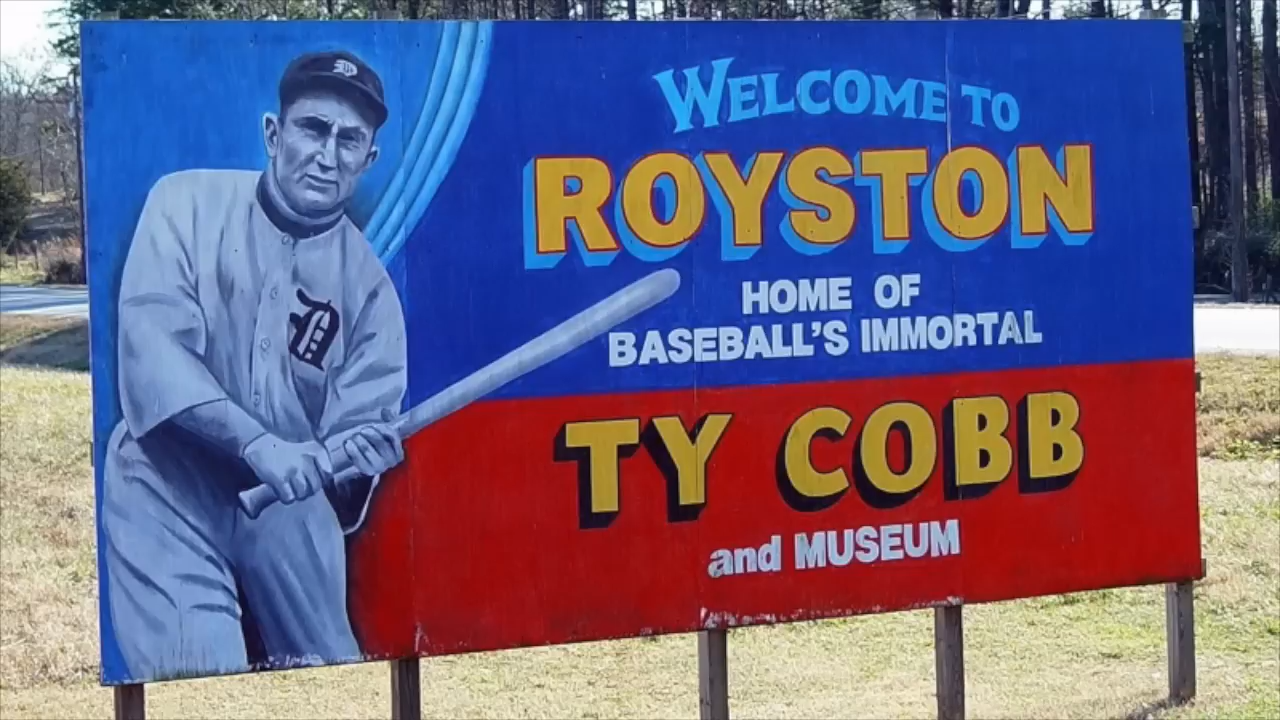 WELCOME TO
ROYSTON
HOME OF
BASEBALL'S IMMORTAL
TY COBB
and MUSEUM
D
D